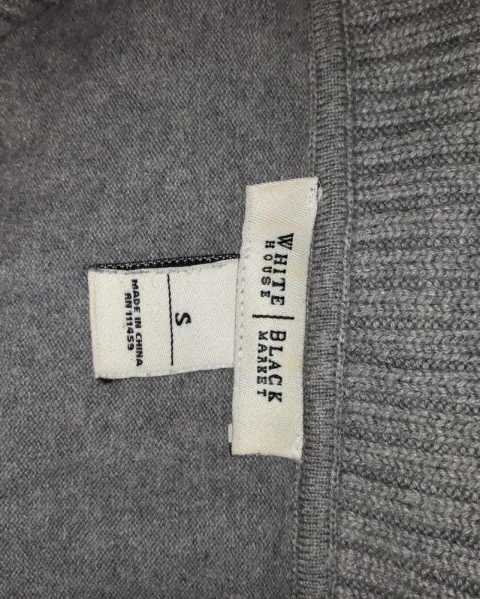 WHITE | BLACK
HOUSE MARKET
S
MADE IN CHINA
RN 111459